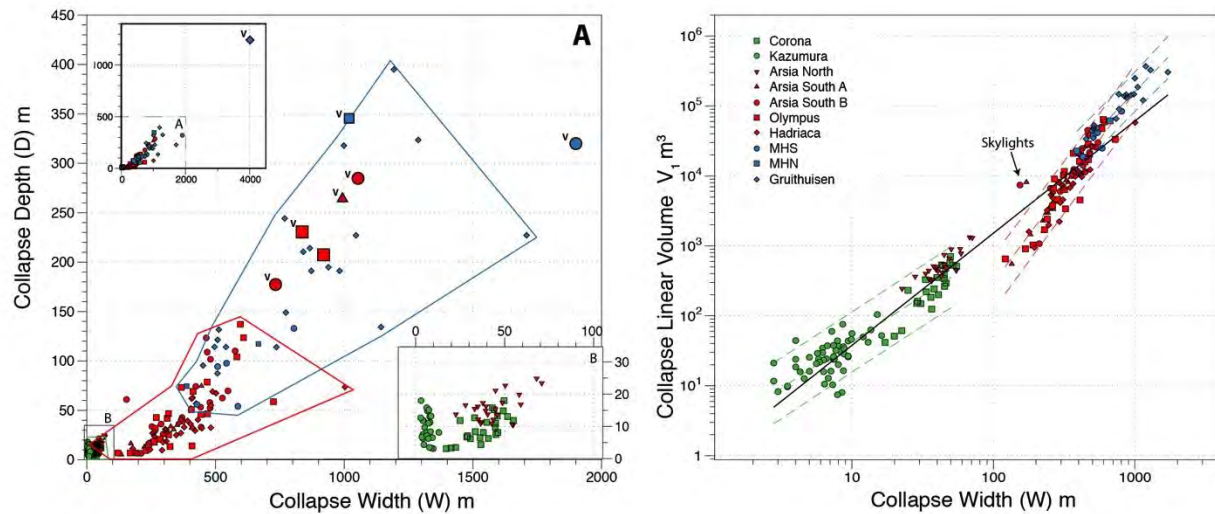 450
400
350
300
250
200
150
100
50
0
Collapse Depth (D) m
0
500
1000
1500
2000
Collapse Width (W) m
A
1000
500
0
0
2000
4000
A
v
v
v
v
v
v
v
B
0
50
100
B
30
20
10
0
Collapse Linear Volume V₁ m³
10⁶
10⁵
10⁴
10³
10²
10¹
1
10
100
1000
Collapse Width (W) m
Corona
Kazumura
Arsia North
Arsia South A
Arsia South B
Olympus
Hadriaca
MHS
MHN
Gruithuisen
Skylights